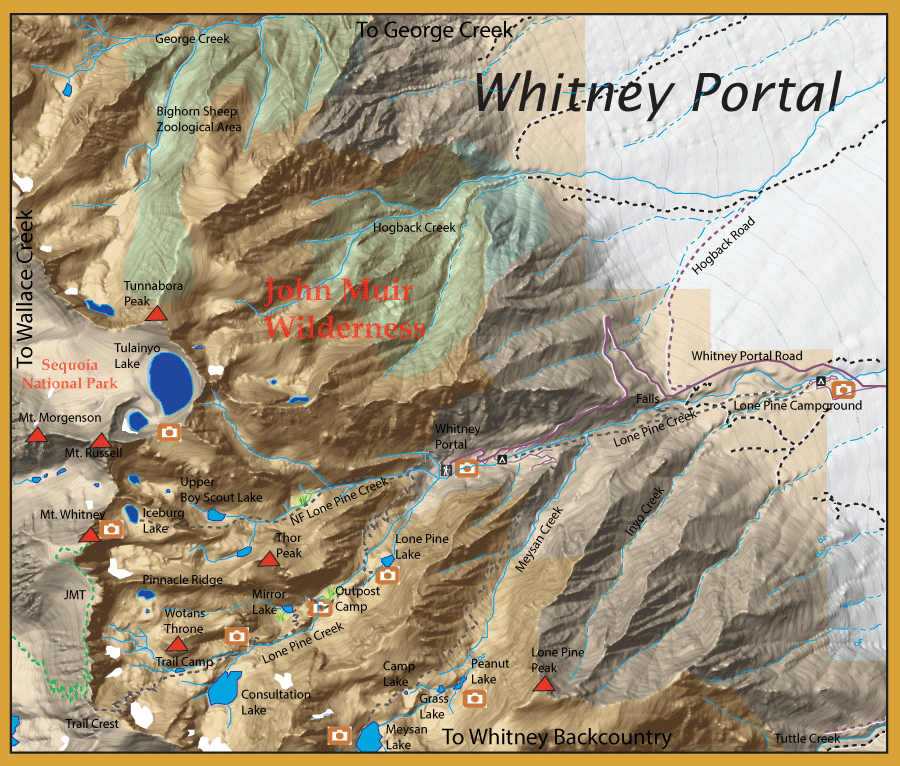 To George Creek
George Creek
Whitney Portal
Bighorn Sheep
Zoological Area
To Wallace Creek
Hogback Creek
Hogback Road
Tunnabora
Peak
John Muir
Wilderness
Tulainyo
Lake
Sequoia
National Park
Whitney Portal Road
Falls
Lone Pine Campground
Mt. Morgenson
Mt. Russell
Whitney
Portal
Lone Pine Creek
Upper
Boy Scout Lake
NF Lone Pine Creek
Inyo Creek
Mt. Whitney
Iceburg
Lake
Meysan Creek
Thor
Peak
Lone Pine
Lake
Pinnacle Ridge
JMT
Mirror
Lake
Outpost
Camp
Wotans
Throne
Lone Pine Creek
Trail Camp
Lone Pine
Peak
Camp
Lake
Peanut
Lake
Consultation
Lake
Grass
Lake
Trail Crest
Meysan
Lake
To Whitney Backcountry
Tuttle Creek